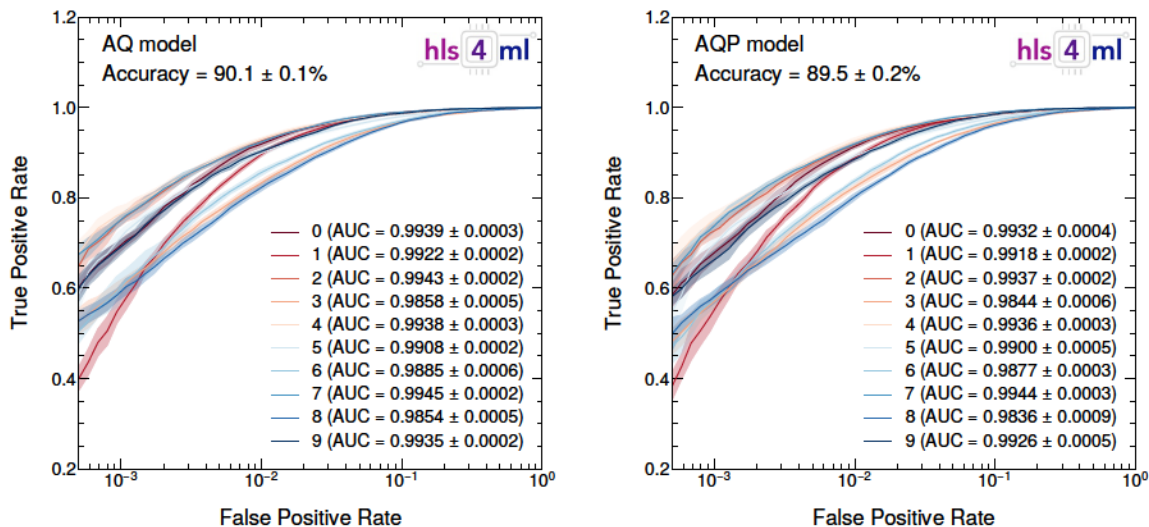 AQ model
Accuracy = 90.1 ± 0.1%
hls 4 ml
True Positive Rate
1.2
1.0
0.8
0.6
0.4
0.2
0 (AUC = 0.9939 ± 0.0003)
1 (AUC = 0.9922 ± 0.0002)
2 (AUC = 0.9943 ± 0.0002)
3 (AUC = 0.9858 ± 0.0005)
4 (AUC = 0.9938 ± 0.0003)
5 (AUC = 0.9908 ± 0.0002)
6 (AUC = 0.9885 ± 0.0006)
7 (AUC = 0.9945 ± 0.0002)
8 (AUC = 0.9854 ± 0.0005)
9 (AUC = 0.9935 ± 0.0002)
10⁻³ 10⁻² 10⁻¹ 10⁰
False Positive Rate
AQP model
Accuracy = 89.5 ± 0.2%
hls 4 ml
True Positive Rate
1.2
1.0
0.8
0.6
0.4
0.2
0 (AUC = 0.9932 ± 0.0004)
1 (AUC = 0.9918 ± 0.0002)
2 (AUC = 0.9937 ± 0.0002)
3 (AUC = 0.9844 ± 0.0006)
4 (AUC = 0.9936 ± 0.0003)
5 (AUC = 0.9900 ± 0.0005)
6 (AUC = 0.9877 ± 0.0003)
7 (AUC = 0.9944 ± 0.0003)
8 (AUC = 0.9836 ± 0.0009)
9 (AUC = 0.9926 ± 0.0005)
10⁻³ 10⁻² 10⁻¹ 10⁰
False Positive Rate